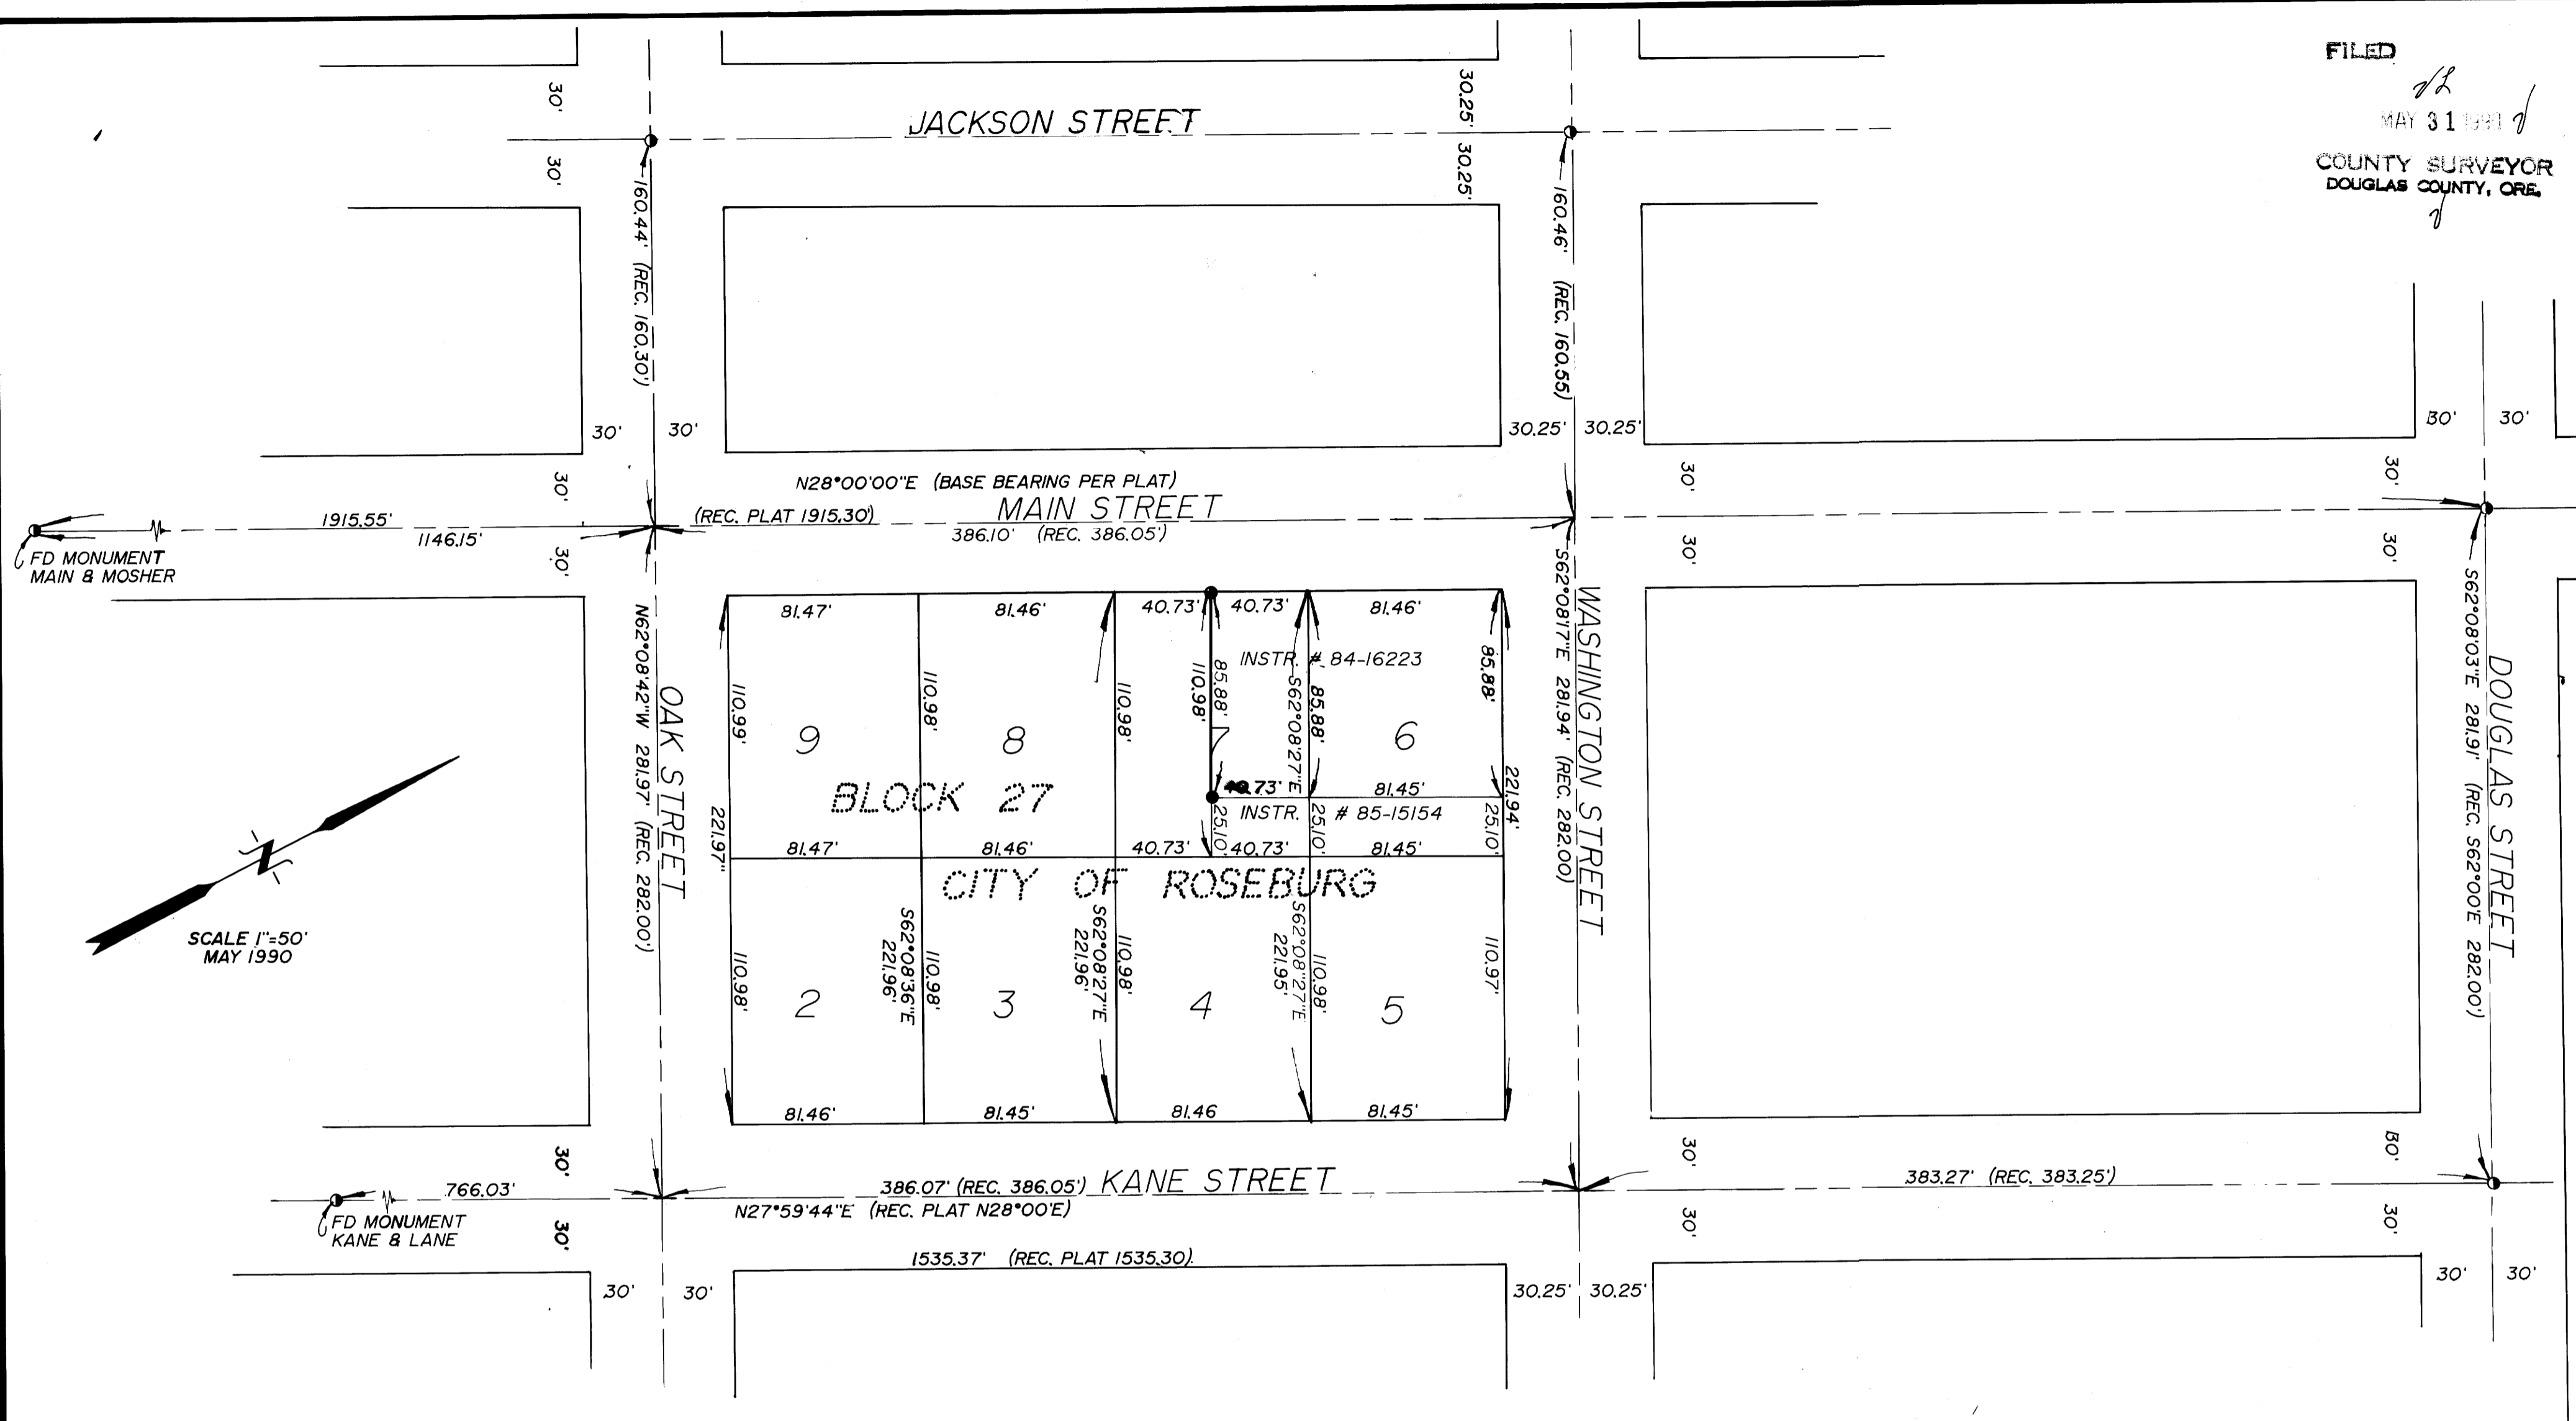 FILED
MAY 31 1991
COUNTY SURVEYOR
DOUGLAS COUNTY, ORE.
30'
30'
JACKSON STREET
30.25'
30.25'
160.44' (REC. 160.30')
160.46' (REC. 160.55)
30'
30'
30.25'
30.25'
30'
30'
30'
30'
N28°00'00"E (BASE BEARING PER PLAT)
MAIN STREET
(REC. PLAT 1915.30')
386.10' (REC. 386.05')
1915.55'
1146.15'
FD MONUMENT
MAIN & MOSHER
30'
30'
30'
30'
N62°08'42"W 281.97' (REC. 282.00')
OAK STREET
S62°08'17"E 281.94' (REC. 282.00)
WASHINGTON STREET
S62°08'03"E 281.91' (REC. S62°00'E 282.00')
DOUGLAS STREET
81.47'
81.46'
40.73'
40.73'
81.46'
INSTR. # 84-16223
110.99'
110.98'
110.98'
110.98'
85.88'
S62°08'27"E
85.88'
85.88'
9
8
7
6
BLOCK 27
40.73'
81.45'
INSTR. # 85-15154
25.10'
25.10'
25.10'
221.97"
221.94'
81.47'
81.46'
40.73'
40.73'
81.45'
CITY OF ROSEBURG
110.98'
S62°08'36"E
221.96'
110.98'
S62°08'27"E
221.96'
110.98'
S62°08'27"E
221.95'
110.98'
110.97'
2
3
4
5
81.46'
81.45'
81.46
81.45'
SCALE 1"=50'
MAY 1990
30'
30'
30'
30'
30'
30'
766.03'
FD MONUMENT
KANE & LANE
386.07' (REC. 386.05')
KANE STREET
N27°59'44"E (REC. PLAT N28°00'E)
383.27' (REC. 383.25')
1535.37' (REC. PLAT 1535.30)
30'
30'
30.25'
30.25'
30'
30'